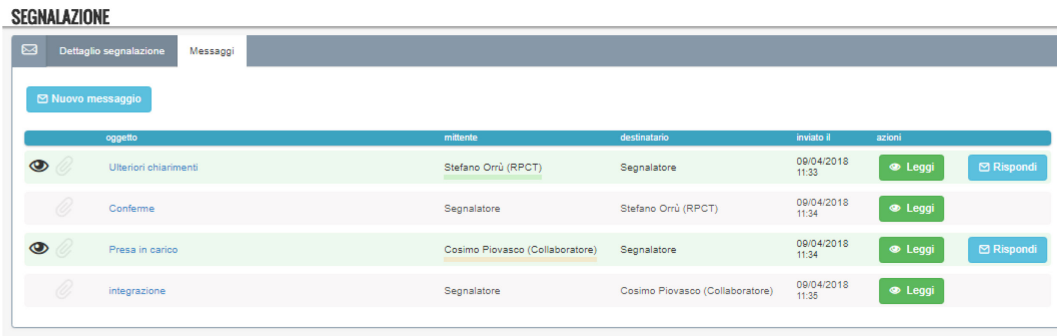 SEGNALAZIONE
Dettaglio segnalazione Messaggi
Nuovo messaggio
oggetto mittente destinatario inviato il azioni
Ulteriori chiarimenti Stefano Orrù (RPCT) Segnalatore 09/04/2018 11:33 Leggi Rispondi
Conferme Segnalatore Stefano Orrù (RPCT) 09/04/2018 11:34 Leggi
Presa in carico Cosimo Piovasco (Collaboratore) Segnalatore 09/04/2018 11:34 Leggi Rispondi
integrazione Segnalatore Cosimo Piovasco (Collaboratore) 09/04/2018 11:35 Leggi